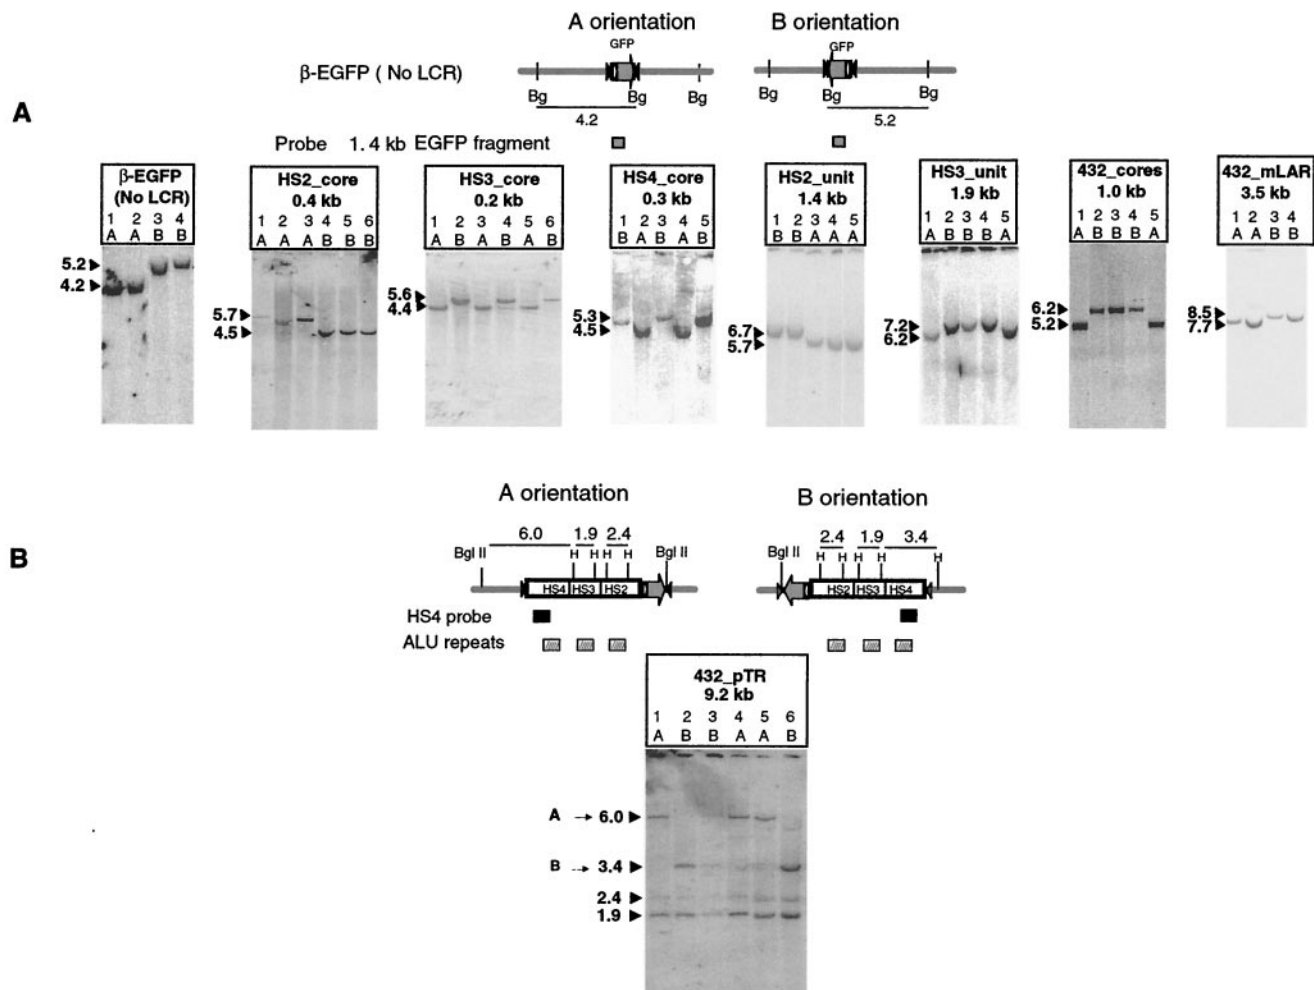 A orientation
B orientation
GFP
GFP
β-EGFP ( No LCR)
Bg
Bg
Bg
Bg
Bg
Bg
4.2
5.2
A
Probe 1. 4 kb EGFP fragment
β-EGFP
(No LCR)
1 2 3 4
A A B B
5.2
4.2
HS2_core
0.4 kb
1 2 3 4 5 6
A A A B B B
5.7
4.5
HS3_core
0.2 kb
1 2 3 4 5 6
A B A B A B
5.6
4.4
HS4_core
0.3 kb
1 2 3 4 5
B A B A B
5.3
4.5
HS2_unit
1.4 kb
1 2 3 4 5
B B A A A
6.7
5.7
HS3_unit
1.9 kb
1 2 3 4 5
A B B B A
7.2
6.2
432_cores
1.0 kb
1 2 3 4 5
A B B B A
6.2
5.2
432_mLAR
3.5 kb
1 2 3 4
A A B B
8.5
7.7
A orientation
B orientation
B
6.0 1.9 2.4
2.4 1.9 3.4
Bgl II H H H H Bgl II
Bgl II H H H H H
HS4 HS3 HS2
HS2 HS3 HS4
HS4 probe
ALU repeats
432_pTR
9.2 kb
1 2 3 4 5 6
A B B A A B
A → 6.0
B → 3.4
2.4
1.9